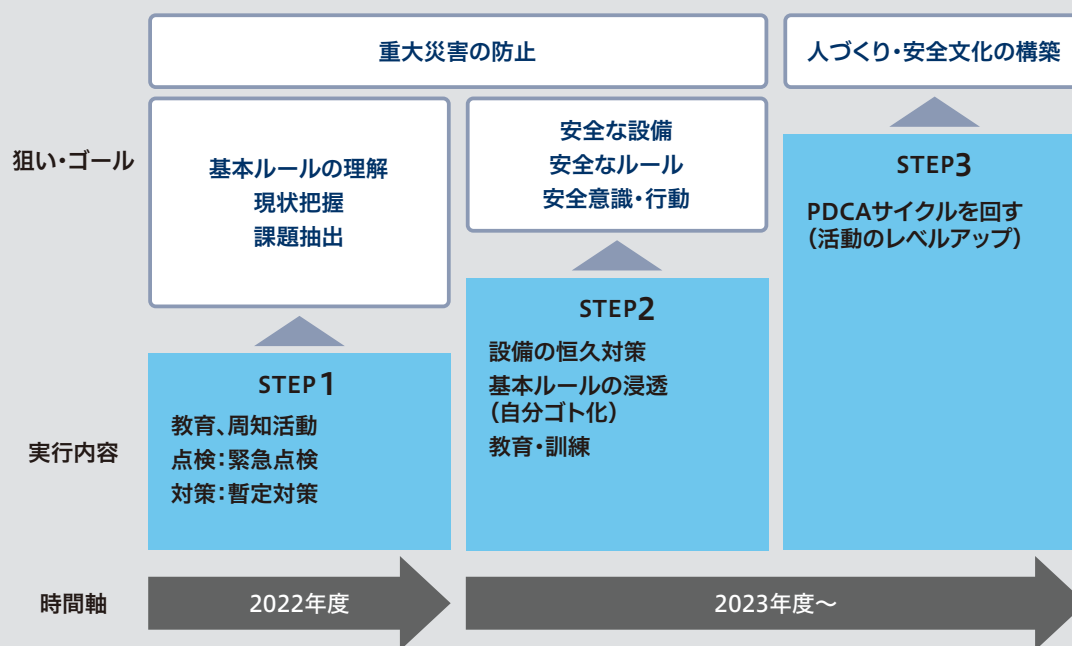 重大災害の防止
人づくり・安全文化の構築
狙い・ゴール
基本ルールの理解
現状把握
課題抽出
安全な設備
安全なルール
安全意識・行動
STEP3
PDCAサイクルを回す
（活動のレベルアップ）
実行内容
STEP1
教育、周知活動
点検：緊急点検
対策：暫定対策
STEP2
設備の恒久対策
基本ルールの浸透
（自分ゴト化）
教育・訓練
時間軸
2022年度
2023年度～